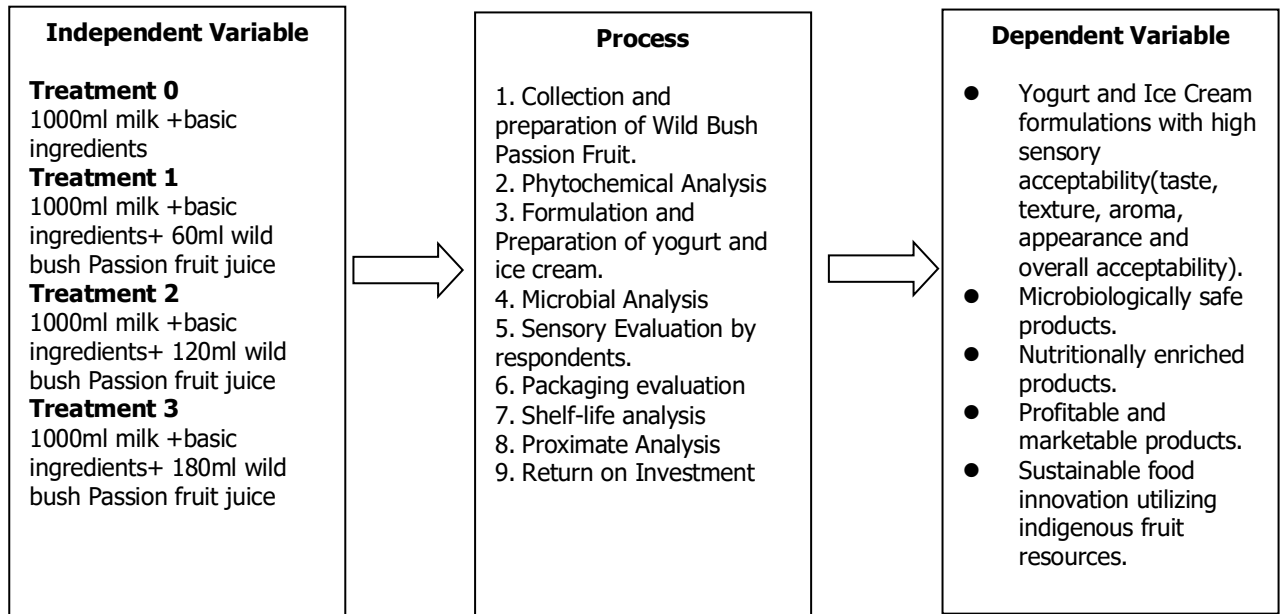 Independent Variable
Treatment 0
1000ml milk +basic
ingredients
Treatment 1
1000ml milk +basic
ingredients+ 60ml wild
bush Passion fruit juice
Treatment 2
1000ml milk +basic
ingredients+ 120ml wild
bush Passion fruit juice
Treatment 3
1000ml milk +basic
ingredients+ 180ml wild
bush Passion fruit juice
Process
1. Collection and
preparation of Wild Bush
Passion Fruit.
2. Phytochemical Analysis
3. Formulation and
Preparation of yogurt and
ice cream.
4. Microbial Analysis
5. Sensory Evaluation by
respondents.
6. Packaging evaluation
7. Shelf-life analysis
8. Proximate Analysis
9. Return on Investment
Dependent Variable
● Yogurt and Ice Cream
formulations with high
sensory
acceptability(taste,
texture, aroma,
appearance and
overall acceptability).
● Microbiologically safe
products.
● Nutritionally enriched
products.
● Profitable and
marketable products.
● Sustainable food
innovation utilizing
indigenous fruit
resources.